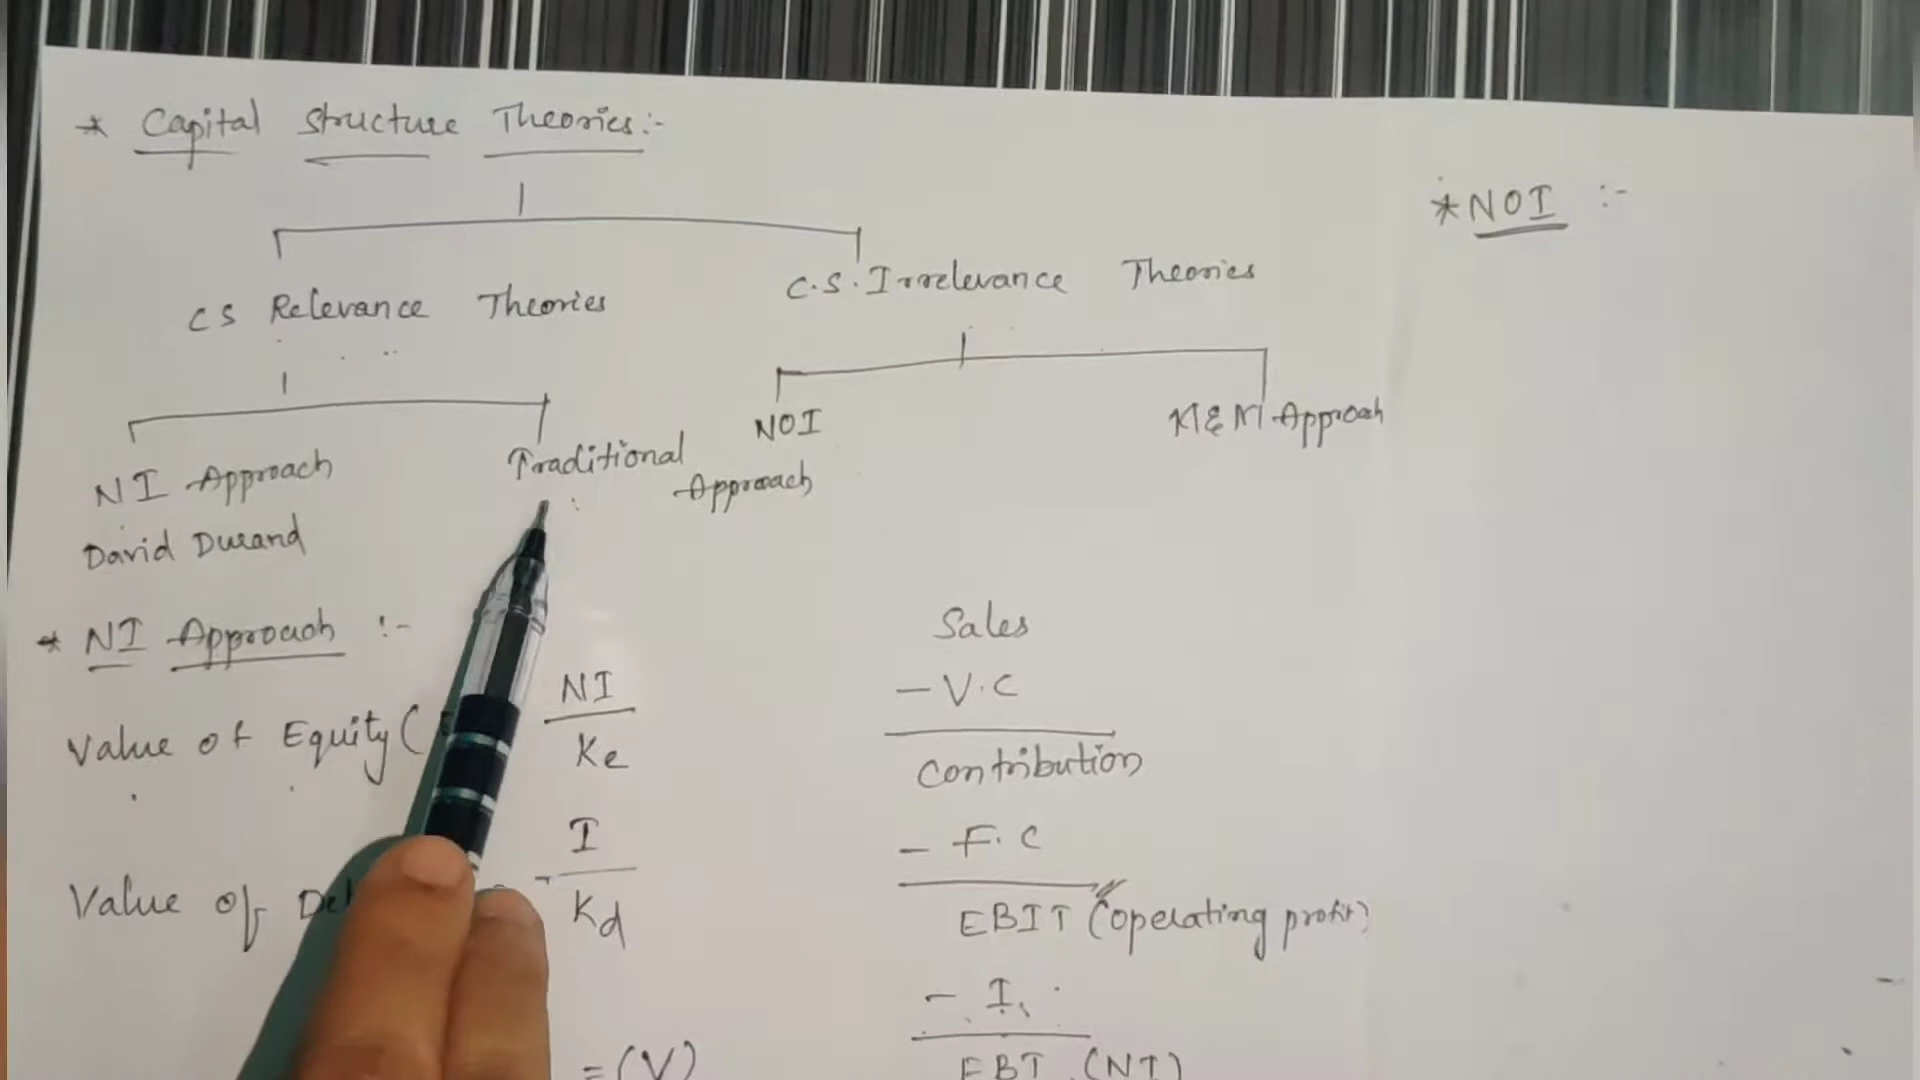 * Capital Structure Theories:-
* NOI :-
CS Relevance Theories
C.S. Irrelevance Theories
NI Approach
David Durand
Traditional Approach
NOI
M & M Approach
* NI Approach :-
Value of Equity (
NI
Ke
Value of
I
Kd
= (V)
Sales
- V.C
Contribution
- F.C
EBIT (operating profit)
- I
EBT (NI)